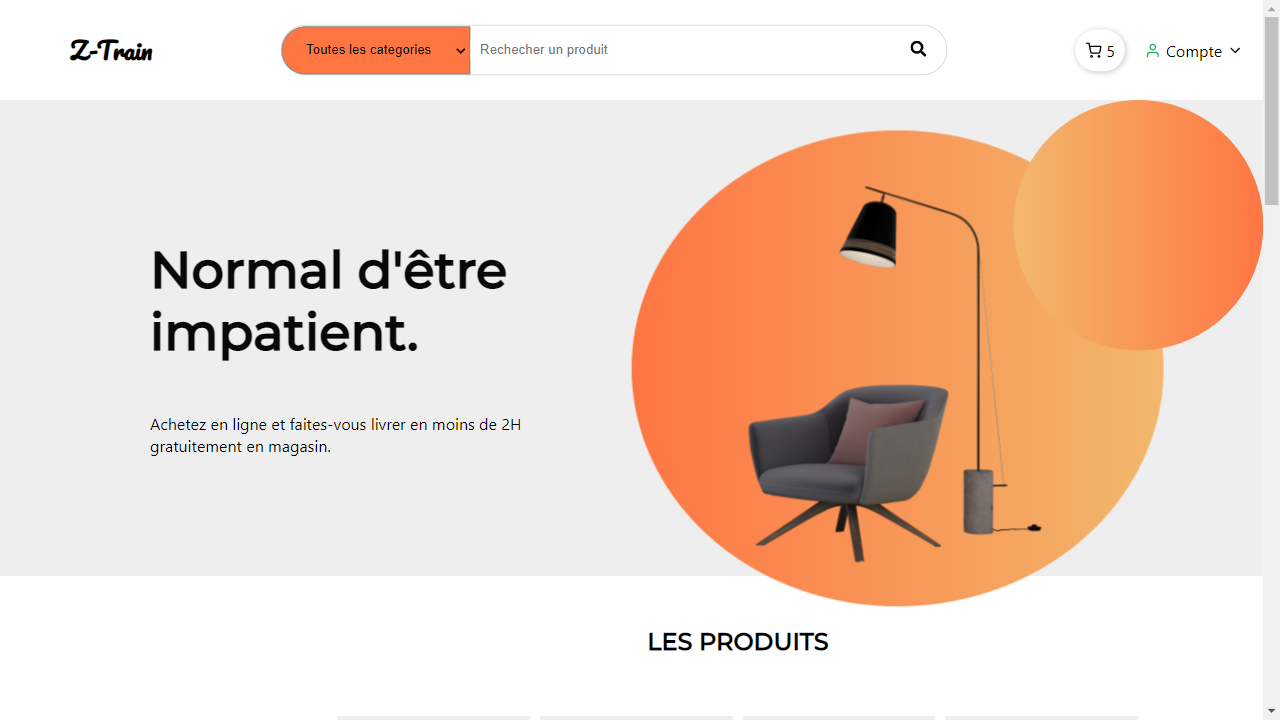 Z-Train
Toutes les categories
Rechecher un produit
5
Compte
Normal d'être
impatient.
Achetez en ligne et faites-vous livrer en moins de 2H
gratuitement en magasin.
LES PRODUITS